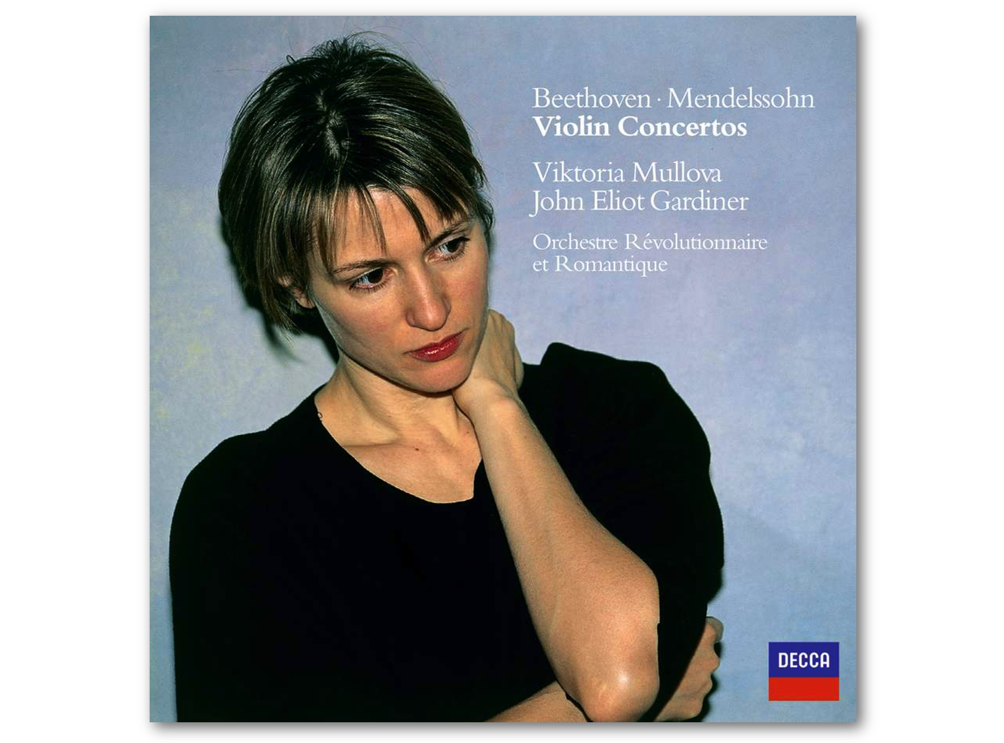 Beethoven · Mendelssohn
Violin Concertos
Viktoria Mullova
John Eliot Gardiner
Orchestre Révolutionnaire
et Romantique
DECCA